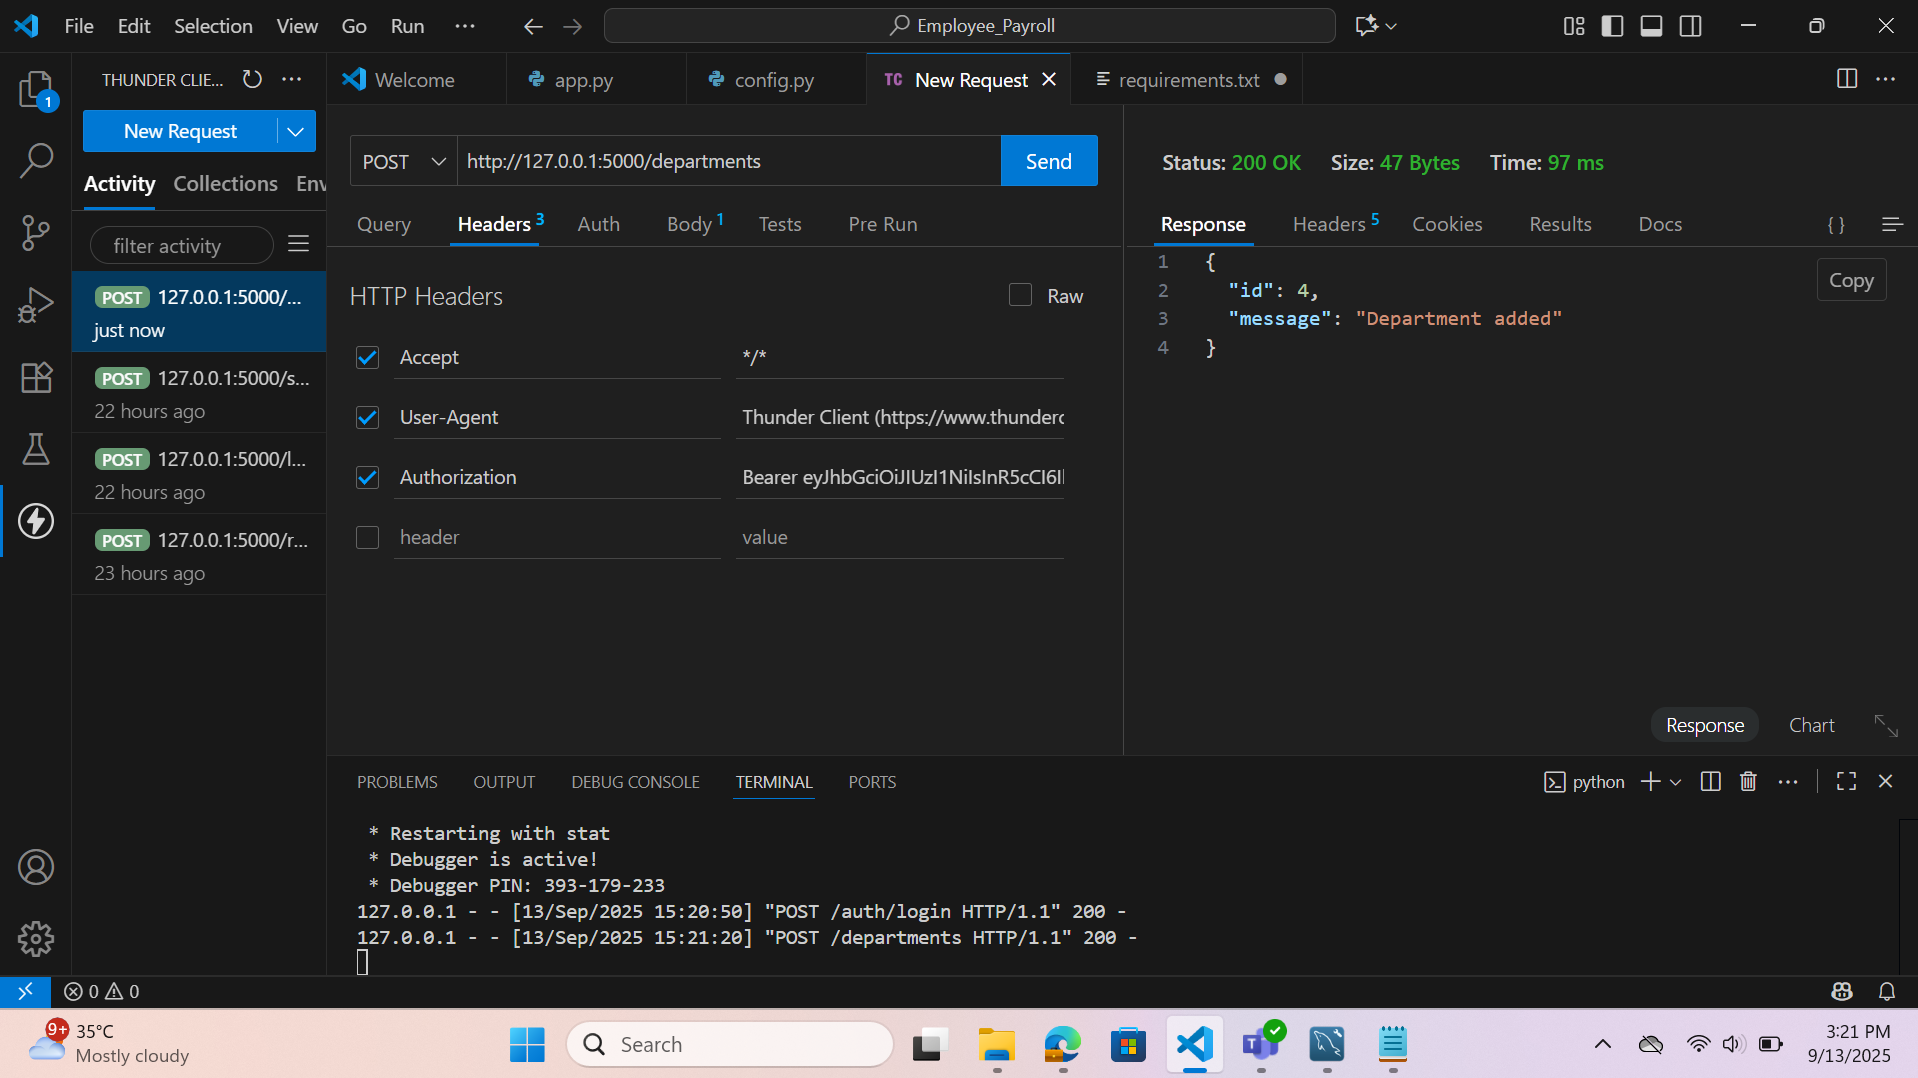 File Edit Selection View Go Run ...
Employee_Payroll
THUNDER CLIE... ...
New Request
Activity Collections Env
filter activity
POST 127.0.0.1:5000/...
just now
POST 127.0.0.1:5000/s...
22 hours ago
POST 127.0.0.1:5000/l...
22 hours ago
POST 127.0.0.1:5000/r...
23 hours ago
1
Welcome app.py config.py TC New Request requirements.txt
POST http://127.0.0.1:5000/departments Send
Query Headers 3 Auth Body 1 Tests Pre Run
HTTP Headers Raw
Accept */*
User-Agent Thunder Client (https://www.thunderc
Authorization Bearer eyJhbGciOiJIUzI1NiIsInR5cCI6I
header value
Status: 200 OK Size: 47 Bytes Time: 97 ms
Response Headers 5 Cookies Results Docs { }
1 {
2 "id": 4,
3 "message": "Department added"
4 }
Copy
Response Chart
PROBLEMS OUTPUT DEBUG CONSOLE TERMINAL PORTS
python
* Restarting with stat
* Debugger is active!
* Debugger PIN: 393-179-233
127.0.0.1 - - [13/Sep/2025 15:20:50] "POST /auth/login HTTP/1.1" 200 -
127.0.0.1 - - [13/Sep/2025 15:21:20] "POST /departments HTTP/1.1" 200 -
0 0
9+ 35°C
Mostly cloudy
Search
3:21 PM
9/13/2025